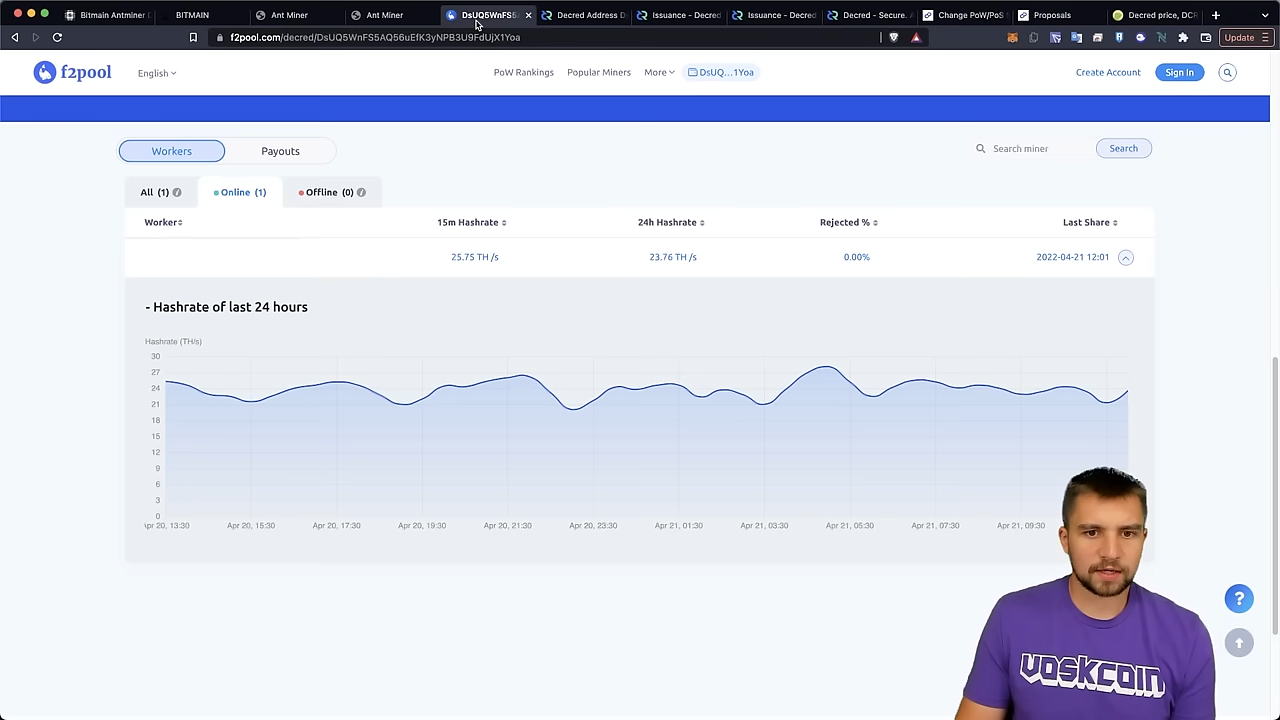 Bitmain Antminer D
BITMAIN
Ant Miner
Ant Miner
DsUQ5WnFS5
Decred Address D
Issuance - Decred
Issuance - Decred
Decred - Secure. A
Change PoW/PoS
Proposals
Decred price, DCR
f2pool.com/decred/DsUQ5WnFS5AQ56uEfK3yNPB3U9FdUjX1Yoa
Update
f2pool
English
PoW Rankings
Popular Miners
More
DsUQ...1Yoa
Create Account
Sign In
Workers
Payouts
Search miner
Search
All (1)
Online (1)
Offline (0)
Worker
15m Hashrate
24h Hashrate
Rejected %
Last Share
25.75 TH /s
23.76 TH /s
0.00%
2022-04-21 12:01
- Hashrate of last 24 hours
Hashrate (TH/s)
30
27
24
21
18
15
12
9
6
3
0
Apr 20, 13:30
Apr 20, 15:30
Apr 20, 17:30
Apr 20, 19:30
Apr 20, 21:30
Apr 20, 23:30
Apr 21, 01:30
Apr 21, 03:30
Apr 21, 05:30
Apr 21, 07:30
Apr 21, 09:30
?
VOSKCOIN